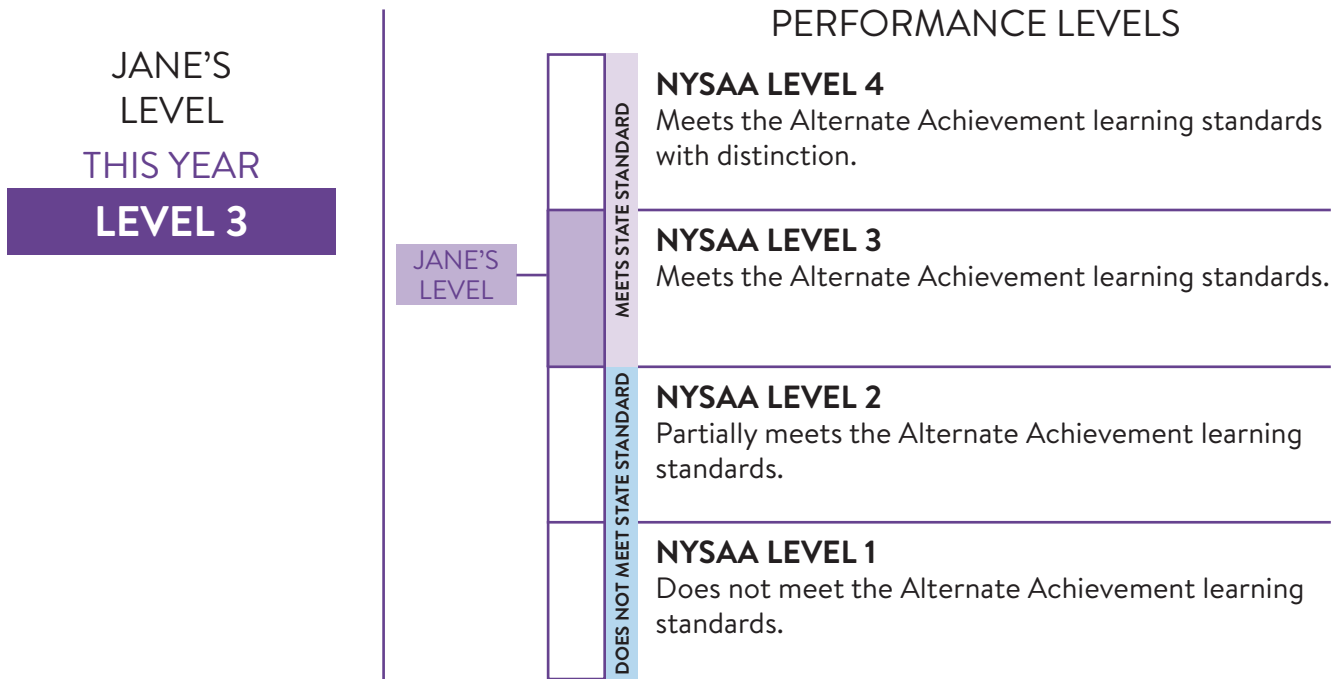 JANE’S
LEVEL
THIS YEAR
LEVEL 3
JANE’S
LEVEL
PERFORMANCE LEVELS
MEETS STATE STANDARD
NYSAA LEVEL 4
Meets the Alternate Achievement learning standards
with distinction.
NYSAA LEVEL 3
Meets the Alternate Achievement learning standards.
DOES NOT MEET STATE STANDARD
NYSAA LEVEL 2
Partially meets the Alternate Achievement learning
standards.
NYSAA LEVEL 1
Does not meet the Alternate Achievement learning
standards.